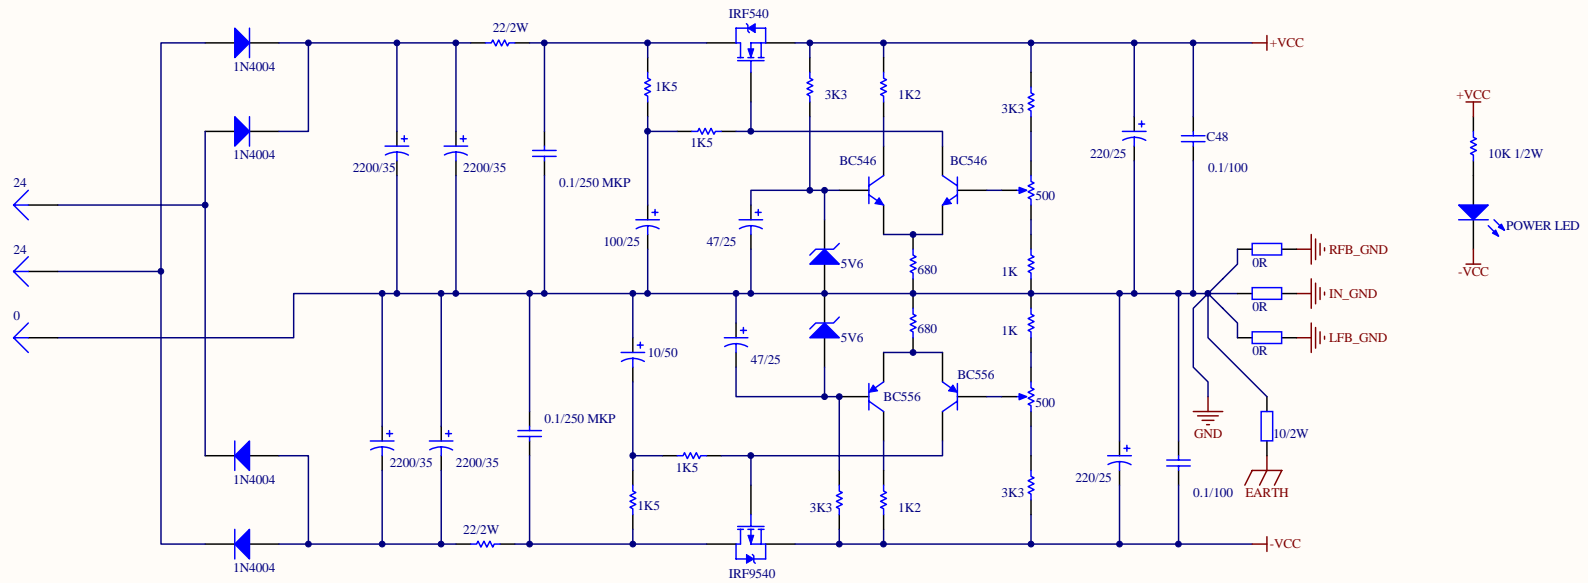 IRF540
22/2W
+VCC
1N4004
1K5
3K3
1K2
3K3
+VCC
1N4004
1K5
2200/35
2200/35
220/25
C48
10K 1/2W
0.1/250 MKP
BC546
BC546
0.1/100
24
500
100/25
47/25
POWER LED
24
5V6
680
1K
0R
RFB_GND
-VCC
0R
IN_GND
0
680
1K
5V6
0R
LFB_GND
10/50
47/25
BC556
BC556
500
0.1/250 MKP
GND
10/2W
2200/35
2200/35
1K5
220/25
1N4004
1K5
3K3
1K2
3K3
0.1/100
EARTH
22/2W
-VCC
1N4004
IRF9540